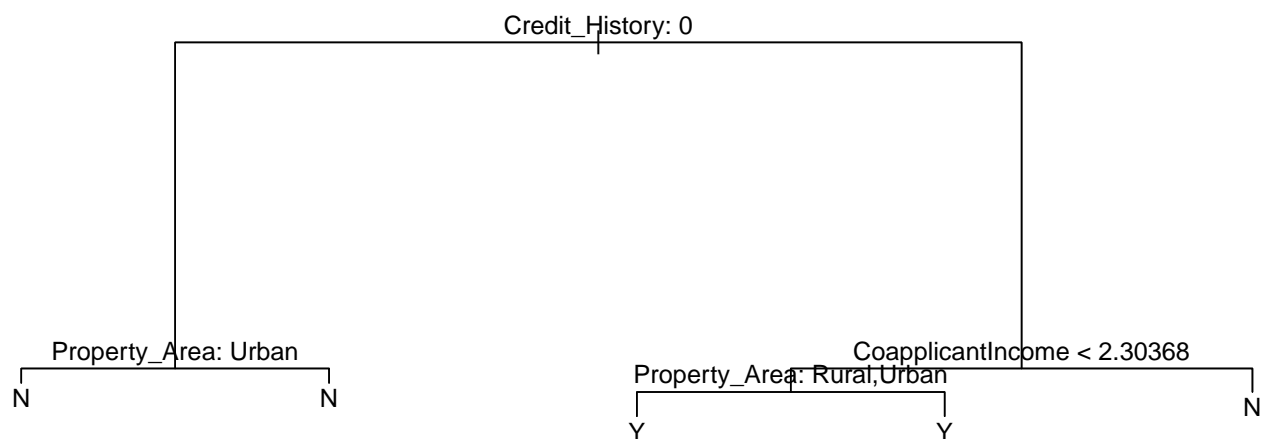 Credit_History: 0
Property_Area: Urban
CoapplicantIncome < 2.30368
Property_Area: Rural,Urban
N
N
N
Y
Y